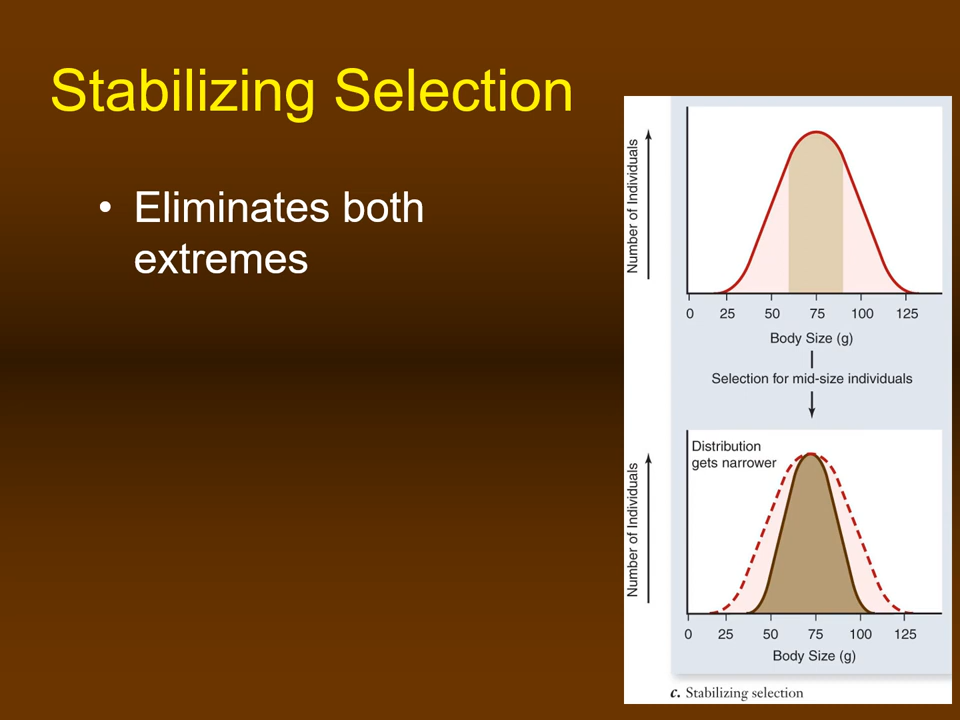 Stabilizing Selection
• Eliminates both
extremes
Number of Individuals
0 25 50 75 100 125
Body Size (g)
Selection for mid-size individuals
Distribution
gets narrower
Number of Individuals
0 25 50 75 100 125
Body Size (g)
c. Stabilizing selection